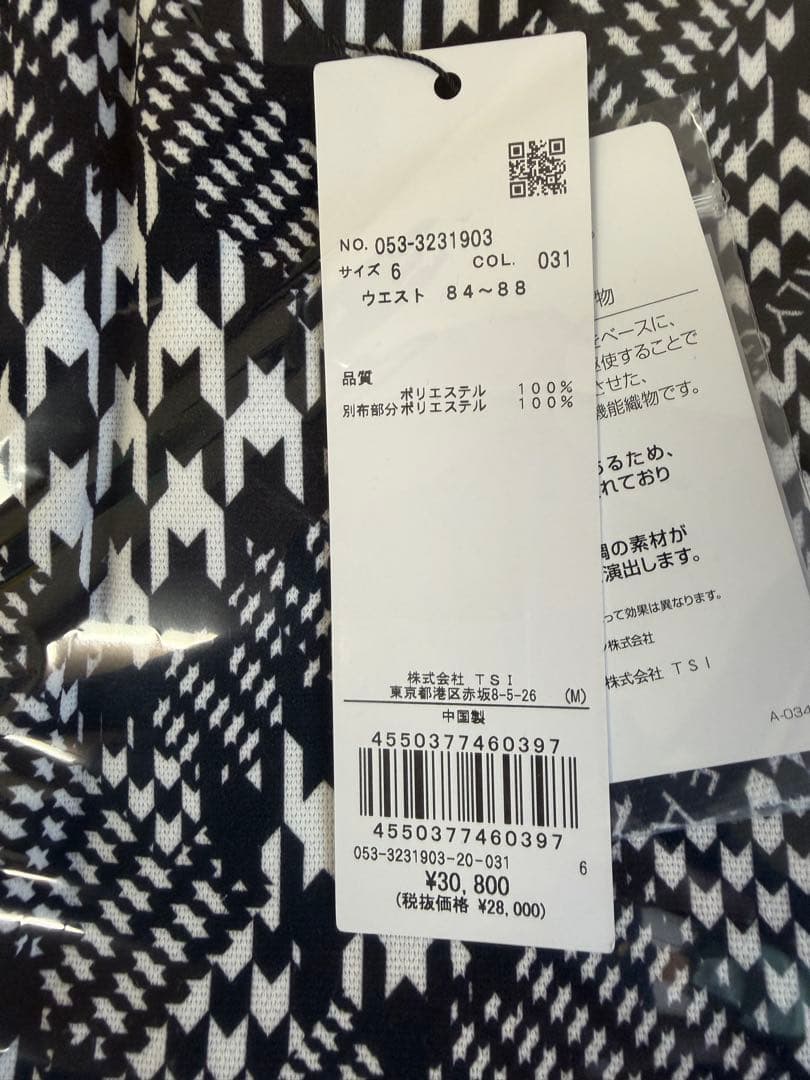 NO. 053-3231903
サイズ 6 COL. 031
ウエスト 84～88
品質
ポリエステル 100%
別布部分ポリエステル 100%
株式会社 TSI
東京都港区赤坂8-5-26 (M)
中国製
4550377460397
4550377460397
053-3231903-20-031 6
¥30,800
(税抜価格 ¥28,000)
物
をベースに、
駆使することで
させた、
機能織物です。
あるため、
れており
調の素材が
演出します。
って効果は異なります。
株式会社
株式会社 TSI
A-034